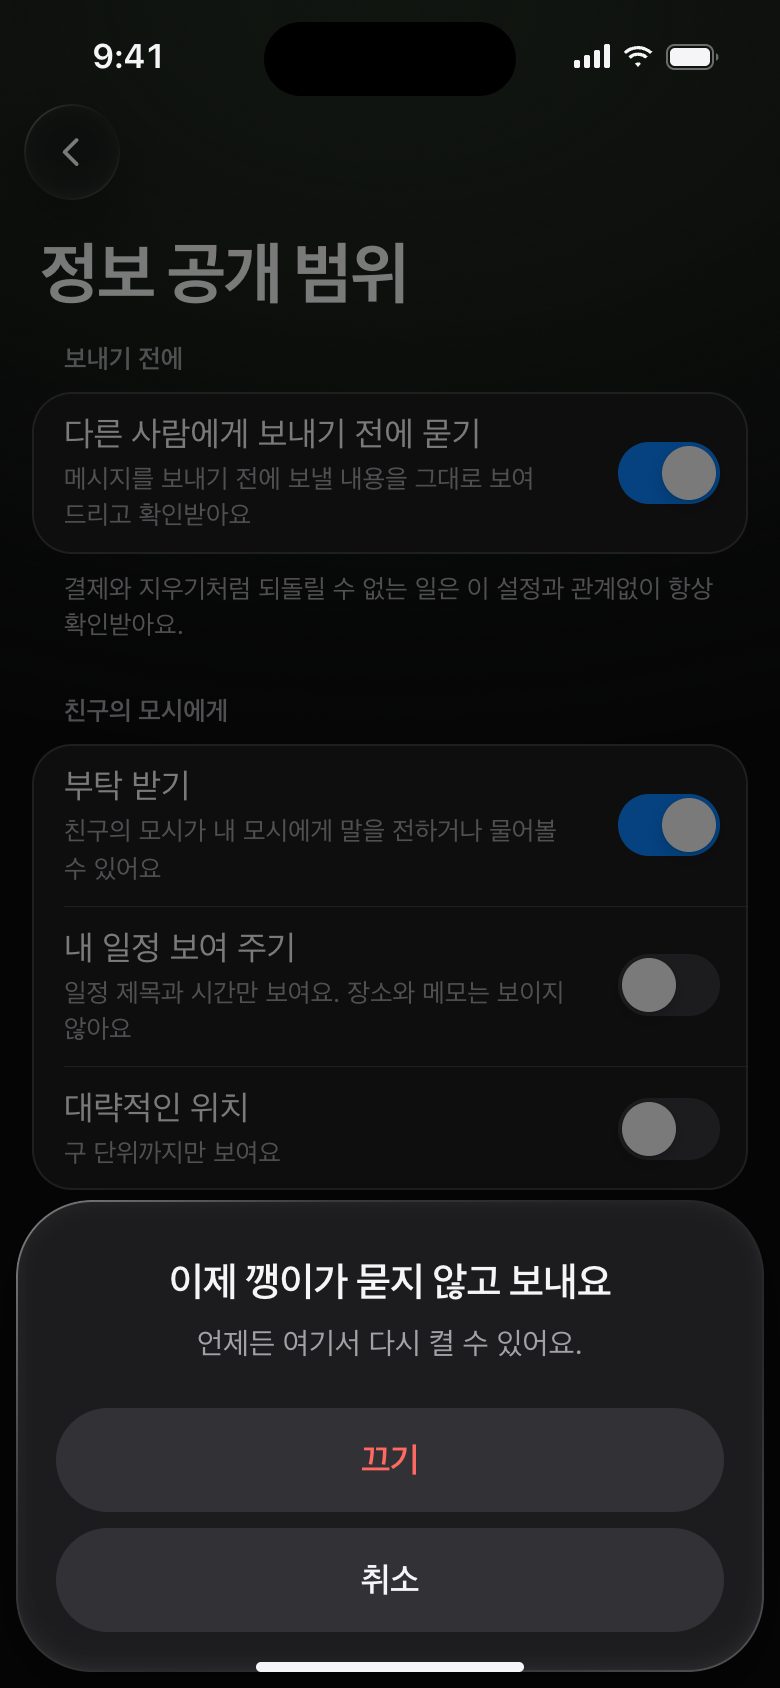 9:41
정보 공개 범위
보내기 전에
다른 사람에게 보내기 전에 묻기
메시지를 보내기 전에 보낼 내용을 그대로 보여
드리고 확인받아요
결제와 지우기처럼 되돌릴 수 없는 일은 이 설정과 관계없이 항상
확인받아요.
친구의 모시에게
부탁 받기
친구의 모시가 내 모시에게 말을 전하거나 물어볼
수 있어요
내 일정 보여 주기
일정 제목과 시간만 보여요. 장소와 메모는 보이지
않아요
대략적인 위치
구 단위까지만 보여요
이제 깽이가 묻지 않고 보내요
언제든 여기서 다시 켤 수 있어요.
끄기
취소